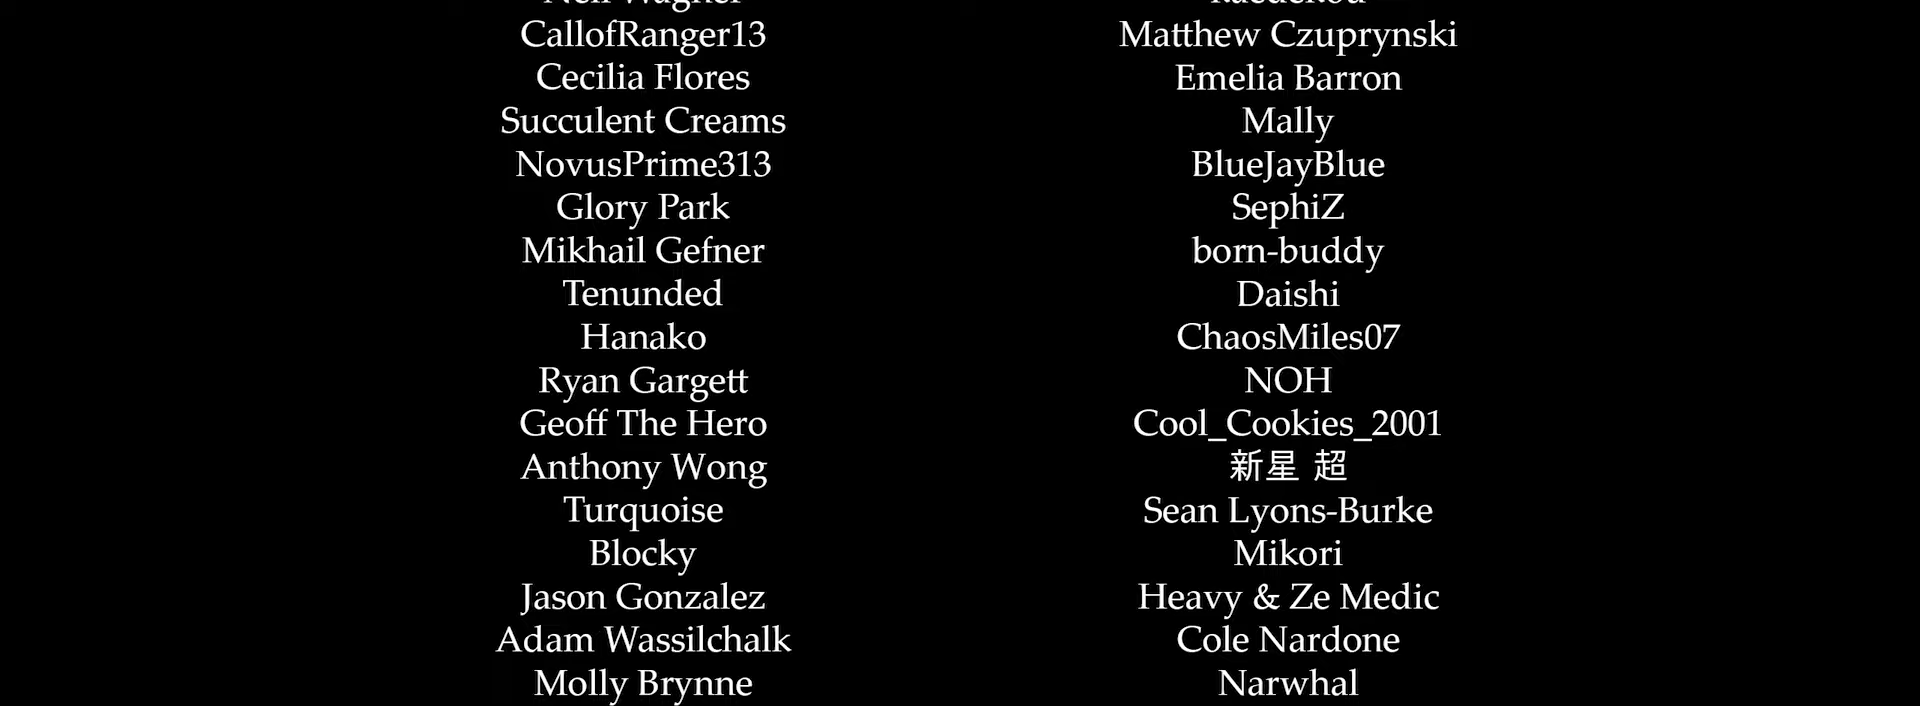 CallofRanger13
Cecilia Flores
Succulent Creams
NovusPrime313
Glory Park
Mikhail Gefner
Tenunded
Hanako
Ryan Gargett
Geoff The Hero
Anthony Wong
Turquoise
Blocky
Jason Gonzalez
Adam Wassilchalk
Molly Brynne
Matthew Czuprynski
Emelia Barron
Mally
BlueJayBlue
SephiZ
born-buddy
Daishi
ChaosMiles07
NOH
Cool_Cookies_2001
新星 超
Sean Lyons-Burke
Mikori
Heavy & Ze Medic
Cole Nardone
Narwhal